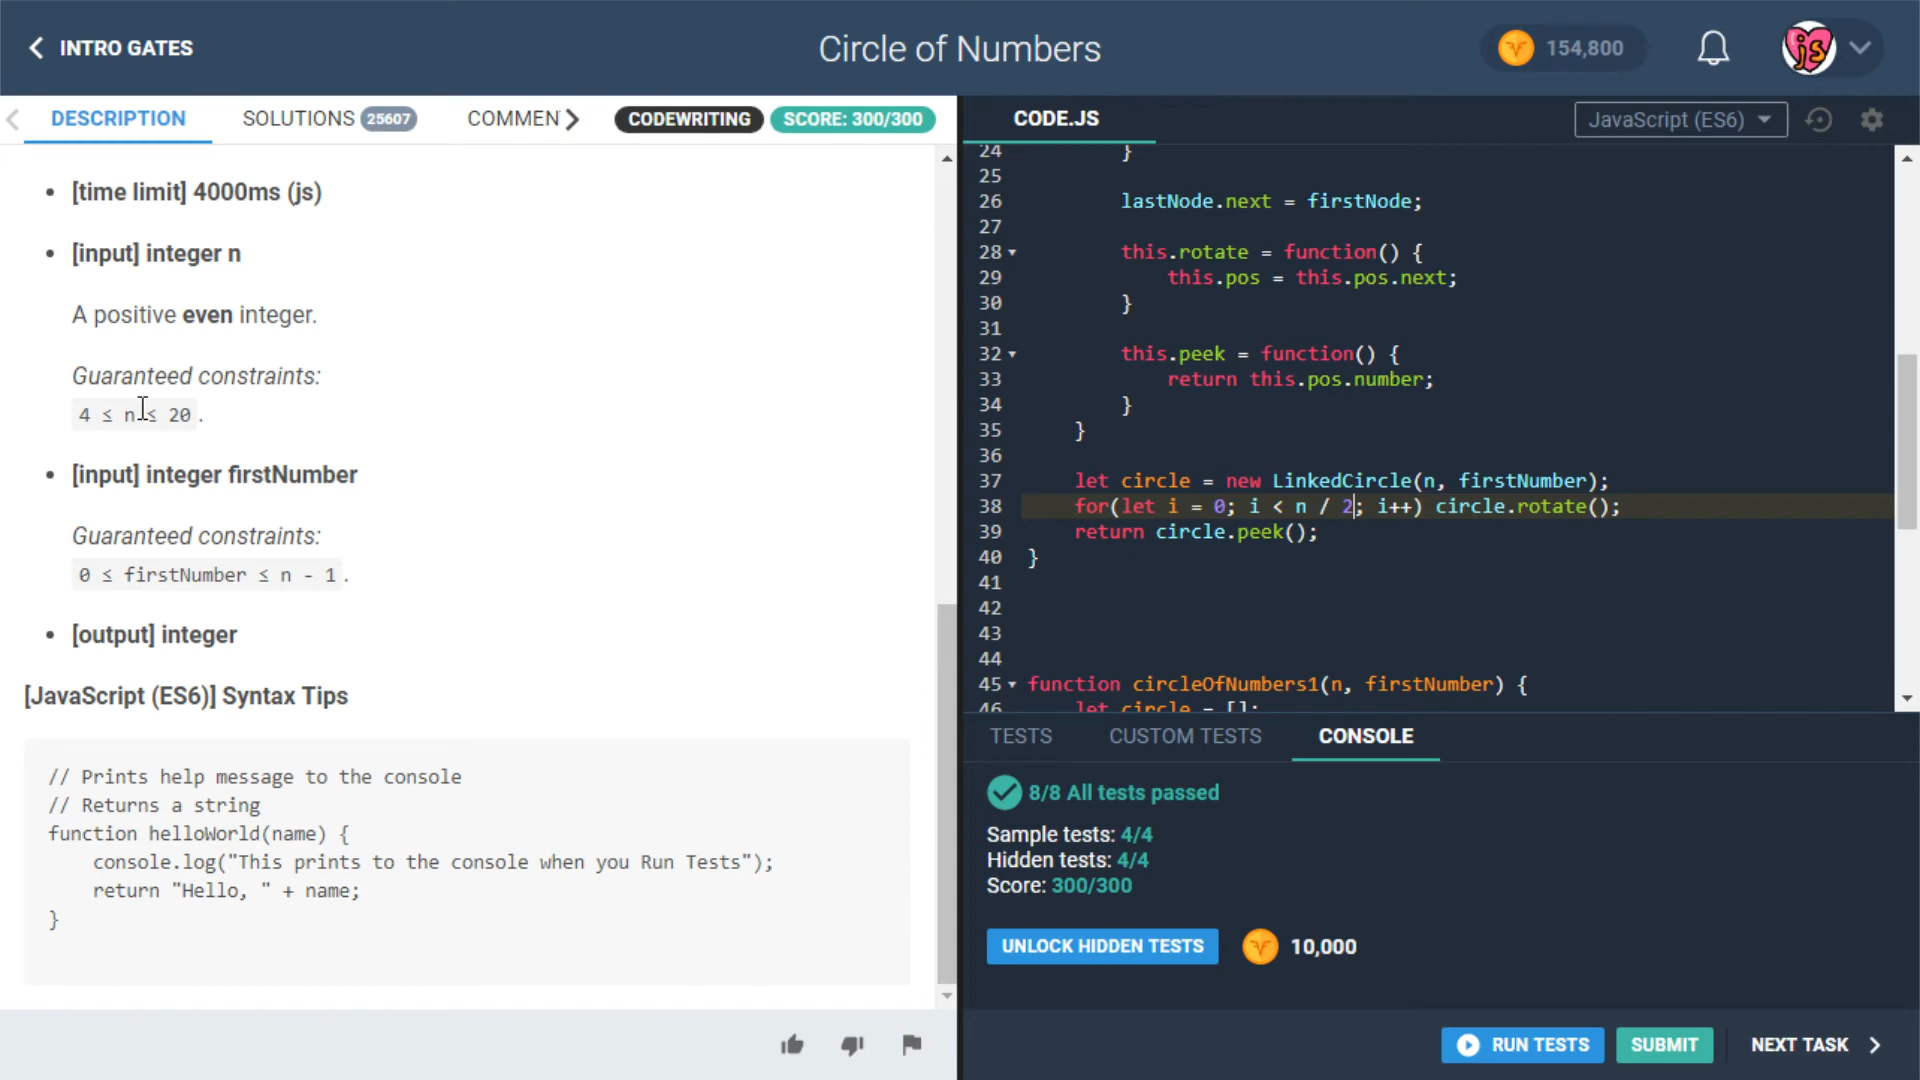 INTRO GATES
Circle of Numbers
154,800
js
DESCRIPTION
SOLUTIONS 25607
COMMEN
CODEWRITING
SCORE: 300/300
[time limit] 4000ms (js)
[input] integer n
A positive even integer.
Guaranteed constraints:
4 ≤ n ≤ 20 .
[input] integer firstNumber
Guaranteed constraints:
0 ≤ firstNumber ≤ n - 1 .
[output] integer
[JavaScript (ES6)] Syntax Tips
// Prints help message to the console
// Returns a string
function helloWorld(name) {
    console.log("This prints to the console when you Run Tests");
    return "Hello, " + name;
}
CODE.JS
JavaScript (ES6)
24         }
25
26         lastNode.next = firstNode;
27
28         this.rotate = function() {
29             this.pos = this.pos.next;
30         }
31
32         this.peek = function() {
33             return this.pos.number;
34         }
35     }
36
37     let circle = new LinkedCircle(n, firstNumber);
38     for(let i = 0; i < n / 2; i++) circle.rotate();
39     return circle.peek();
40 }
41
42
43
44
45 function circleOfNumbers1(n, firstNumber) {
46     let circle = [];
TESTS
CUSTOM TESTS
CONSOLE
8/8 All tests passed
Sample tests: 4/4
Hidden tests: 4/4
Score: 300/300
UNLOCK HIDDEN TESTS
10,000
RUN TESTS
SUBMIT
NEXT TASK